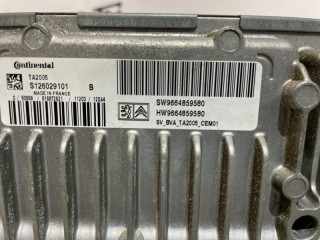 Continental
TA2005
S126029101 B
MADE IN FRANCE
SW9664859580
HW9664859580
SV_BVA_TA2005_CEM01